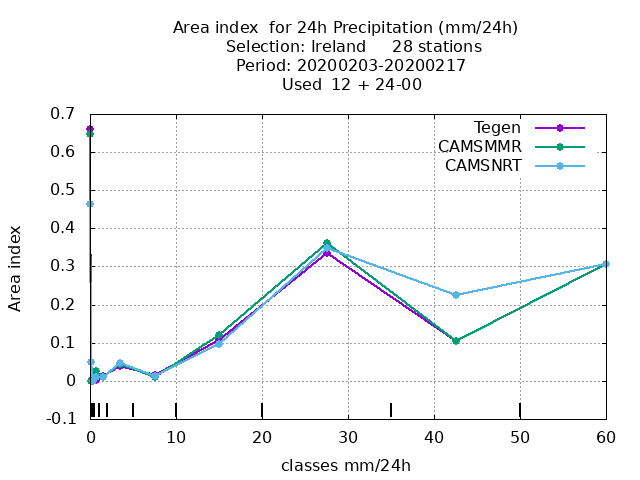 Area index  for 24h Precipitation (mm/24h)
Selection: Ireland     28 stations
Period: 20200203-20200217
Used  12 + 24-00
Tegen
CAMSMMR
CAMSNRT
0.7
0.6
0.5
0.4
0.3
0.2
0.1
0
-0.1
Area index
0 10 20 30 40 50 60
classes mm/24h